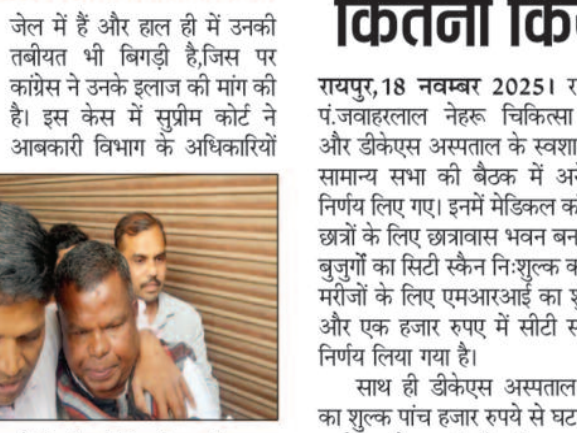 जेल में हैं और हाल ही में उनकी
तबीयत भी बिगड़ी है,जिस पर
कांग्रेस ने उनके इलाज की मांग की
है। इस केस में सुप्रीम कोर्ट ने
आबकारी विभाग के अधिकारियों
कितना
रायपुर,18 नवम्बर 2025।
पं.जवाहरलाल नेहरू चिकित्सा
और डीकेएस अस्पताल के स्वशा
सामान्य सभा की बैठक में
निर्णय लिए गए। इनमें मेडिकल
छात्रों के लिए छात्रावास भवन बन
बुजुर्गों का सिटी स्कैन निःशुल्क
मरीजों के लिए एमआरआई का
और एक हजार रुपए में सीटी
निर्णय लिया गया है।
साथ ही डीकेएस अस्पताल
का शुल्क पांच हजार रुपये से घट